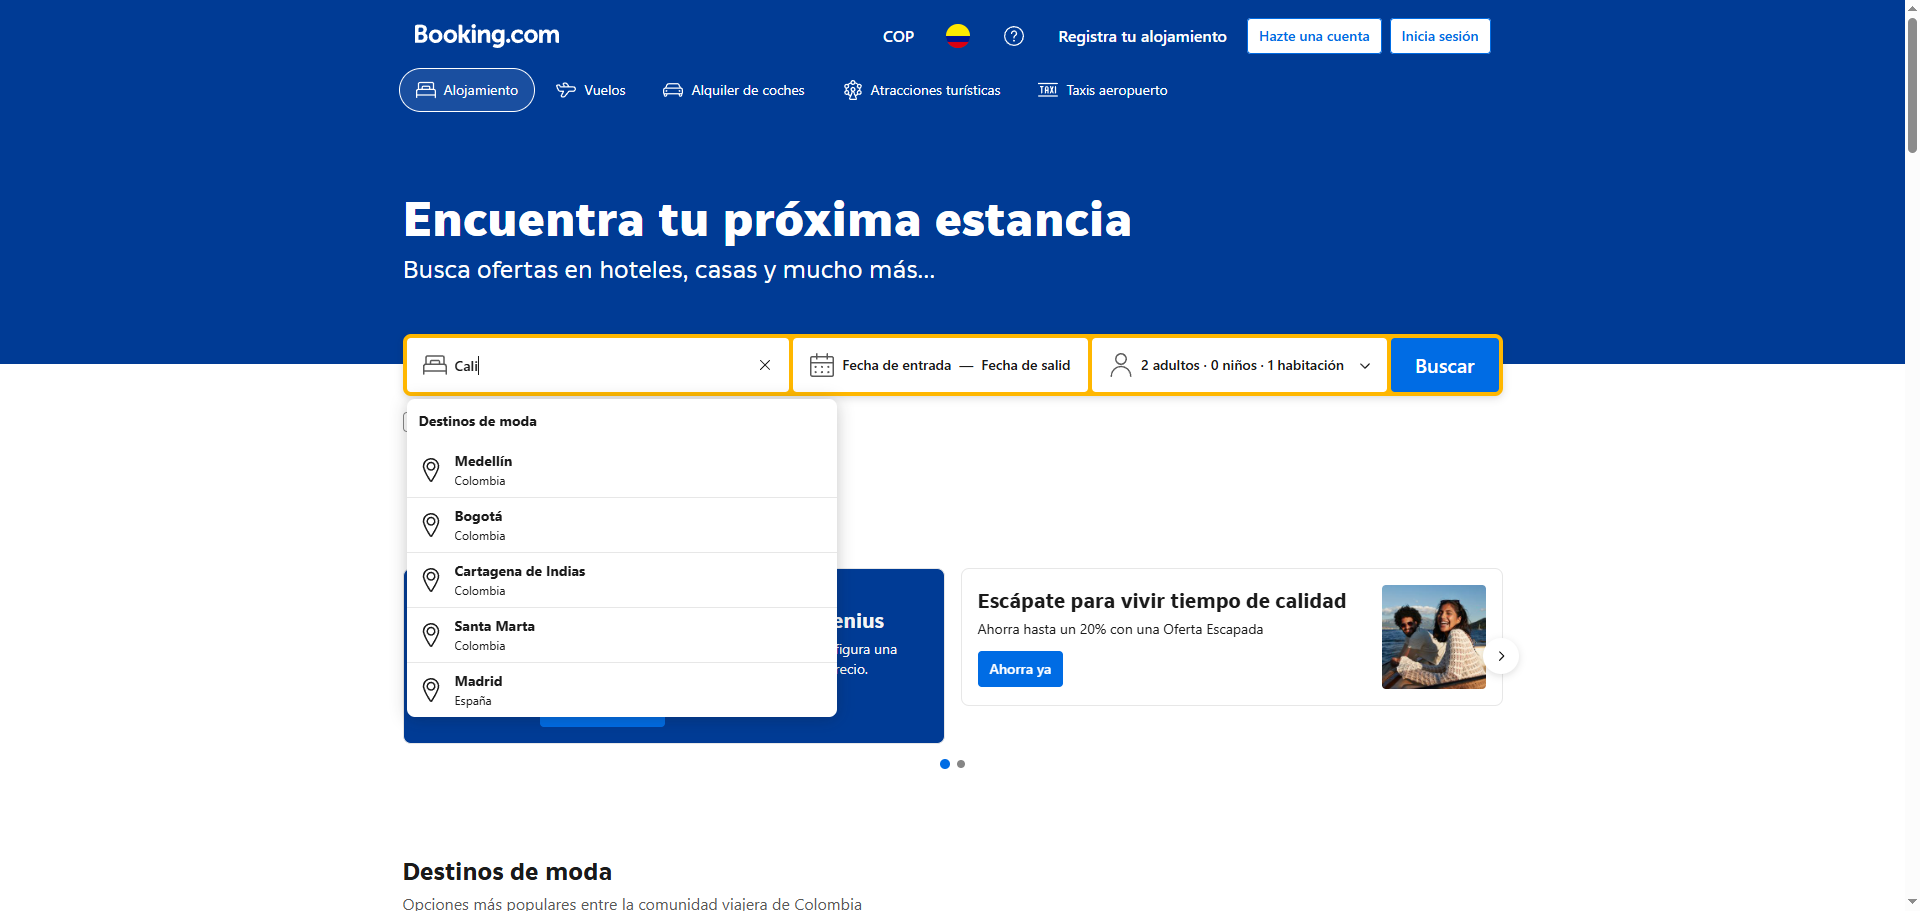 Booking.com
COP
Registra tu alojamiento
Hazte una cuenta
Inicia sesión
Alojamiento
Vuelos
Alquiler de coches
Atracciones turísticas
TAXI
Taxis aeropuerto
Encuentra tu próxima estancia
Busca ofertas en hoteles, casas y mucho más...
Cali
Fecha de entrada — Fecha de salid
2 adultos · 0 niños · 1 habitación
Buscar
Destinos de moda
Medellín
Colombia
Bogotá
Colombia
Cartagena de Indias
Colombia
Santa Marta
Colombia
Madrid
España
enius
figura una
recio.
Escápate para vivir tiempo de calidad
Ahorra hasta un 20% con una Oferta Escapada
Ahorra ya
Destinos de moda
Opciones más populares entre la comunidad viajera de Colombia